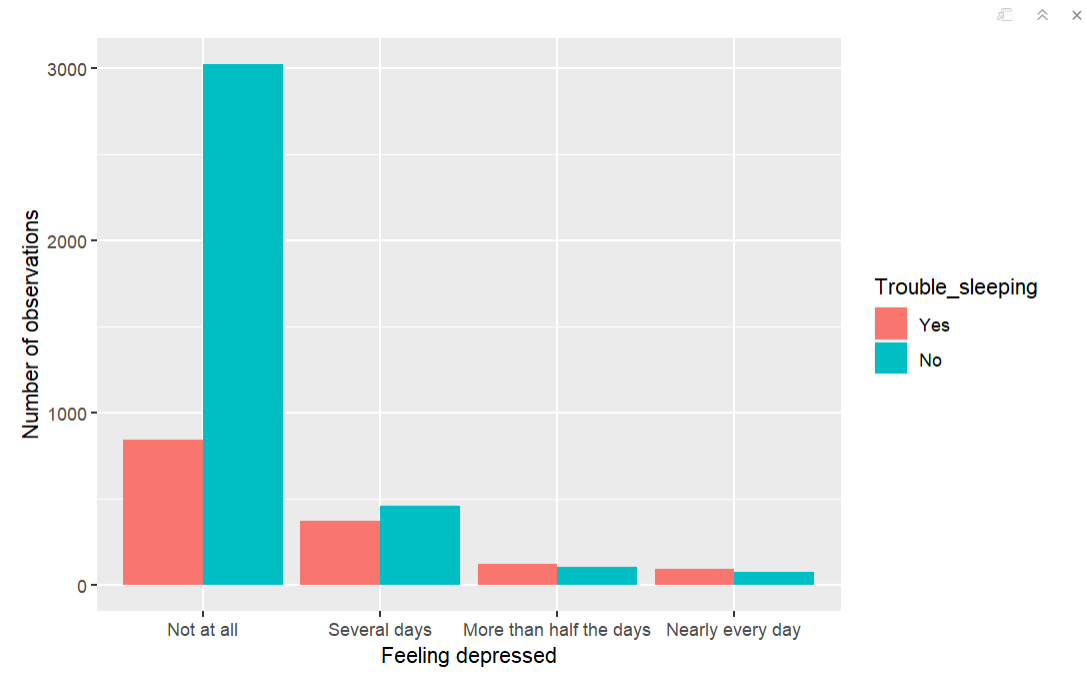 3000
2000
1000
0
Number of observations
Not at all
Several days
More than half the days
Nearly every day
Feeling depressed
Trouble_sleeping
Yes
No